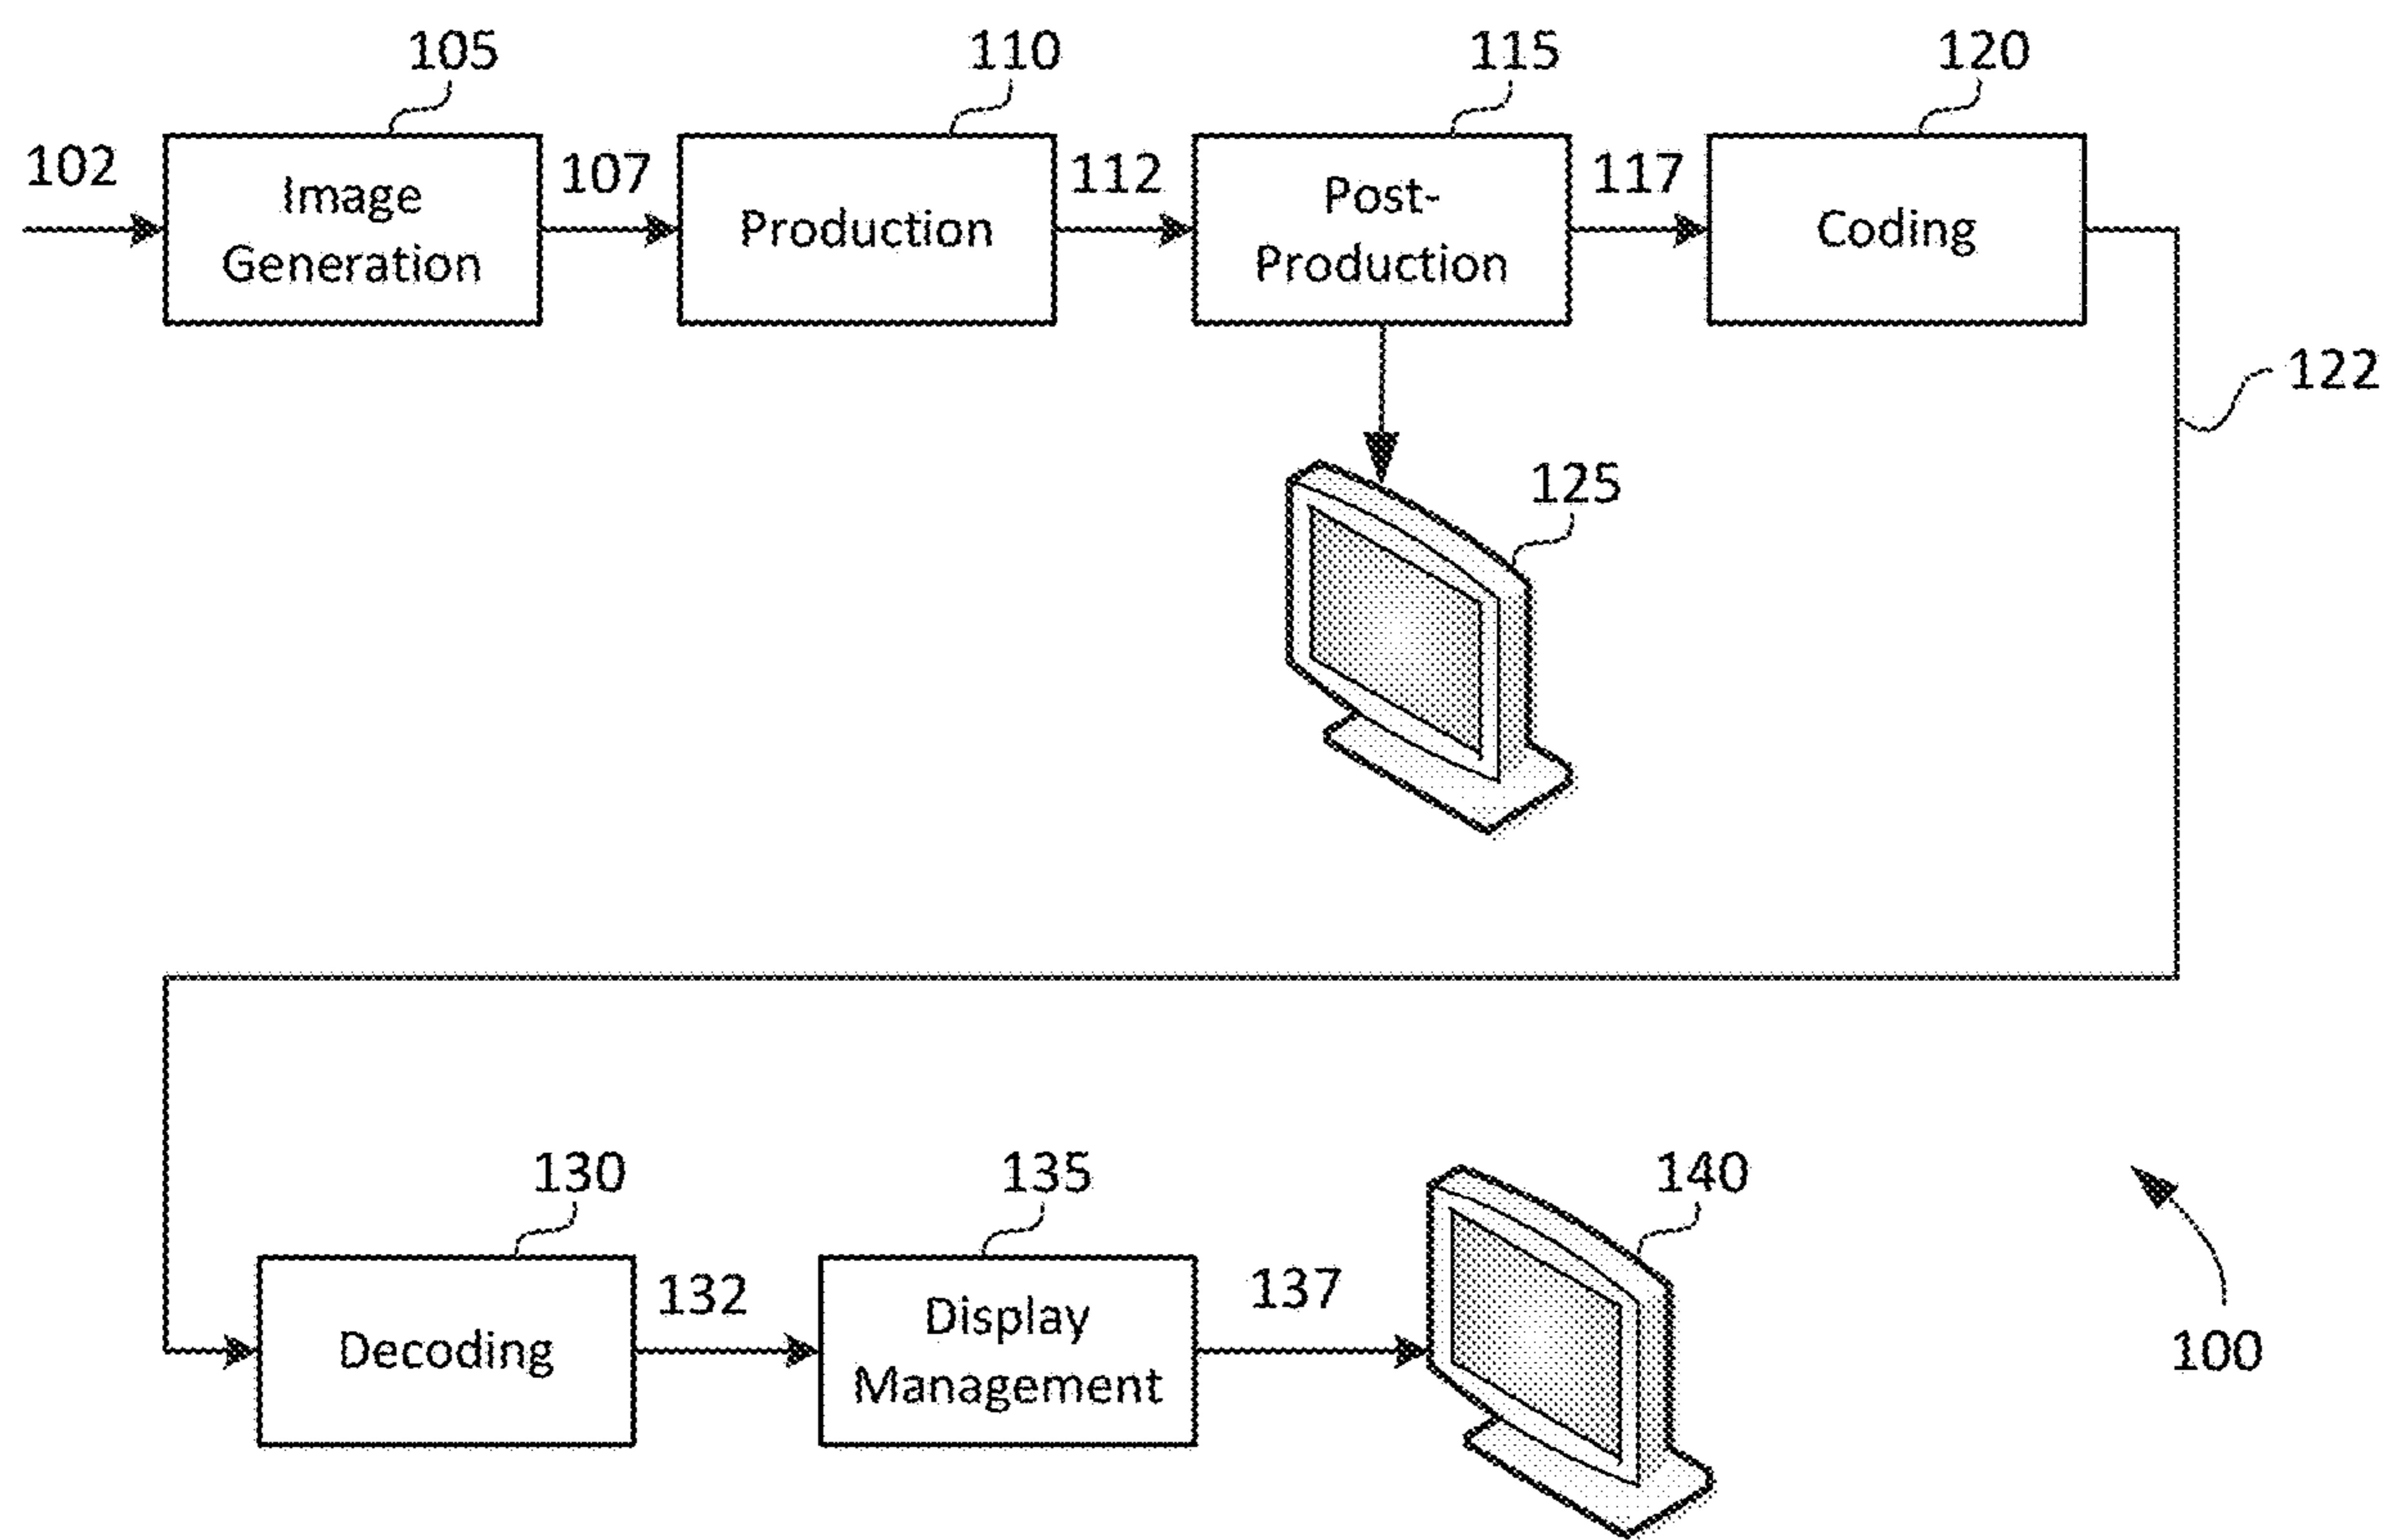 105
110
115
120
102
Image
Generation
107
Production
112
Post-
Production
117
Coding
122
125
130
135
140
Decoding
132
Display
Management
137
100